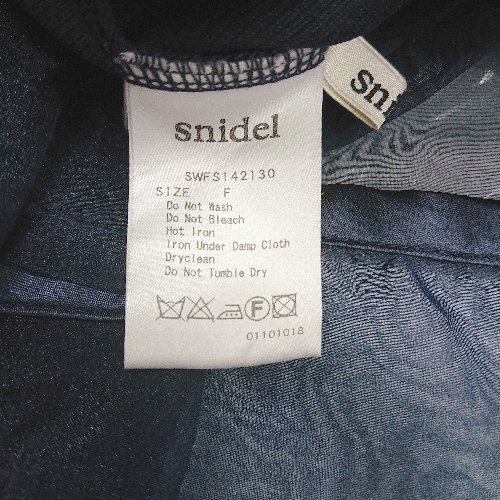 snidel
sni
SWFS142130
SIZE F
Do Not Wash
Do Not Bleach
Hot Iron
Iron Under Damp Cloth
Dryclean
Do Not Tumble Dry
F
01101018